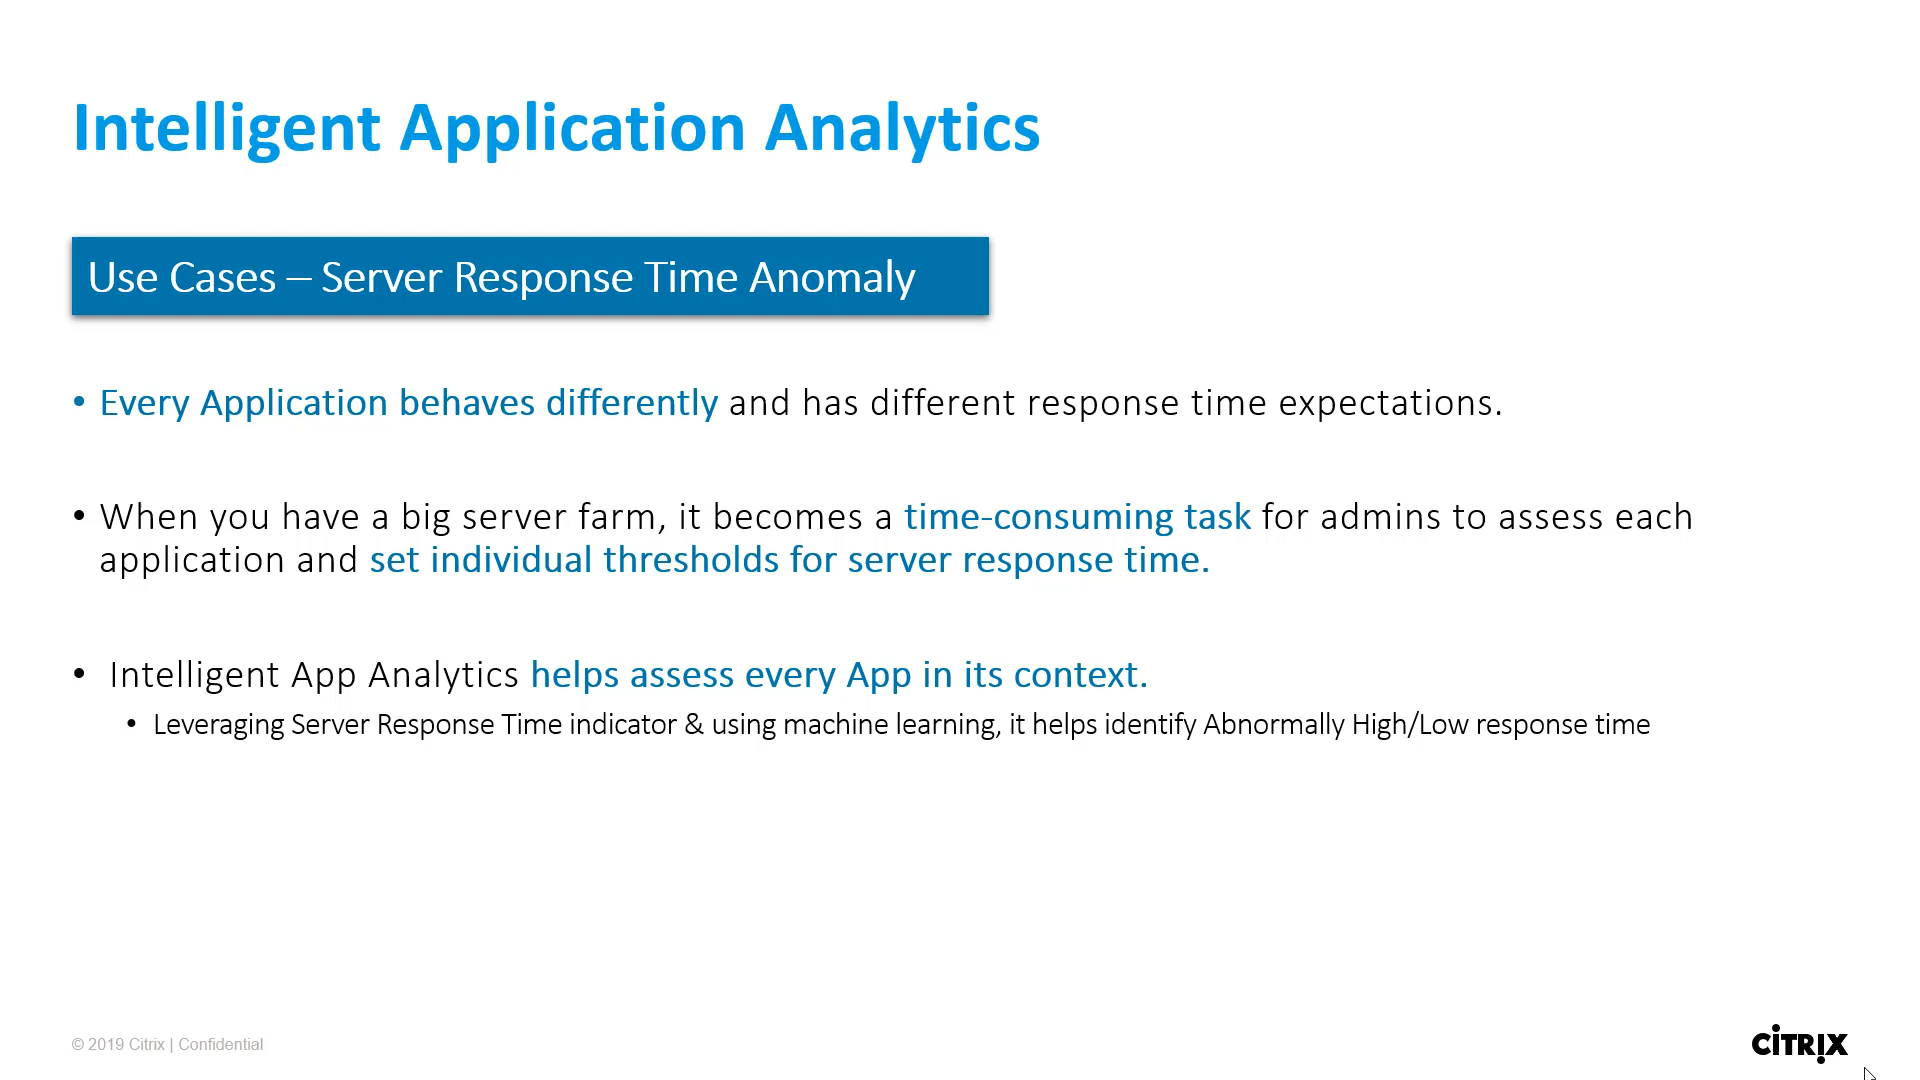 Intelligent Application Analytics
Use Cases – Server Response Time Anomaly
• Every Application behaves differently and has different response time expectations.
• When you have a big server farm, it becomes a time-consuming task for admins to assess each
application and set individual thresholds for server response time.
• Intelligent App Analytics helps assess every App in its context.
• Leveraging Server Response Time indicator & using machine learning, it helps identify Abnormally High/Low response time
© 2019 Citrix | Confidential
CITRIX